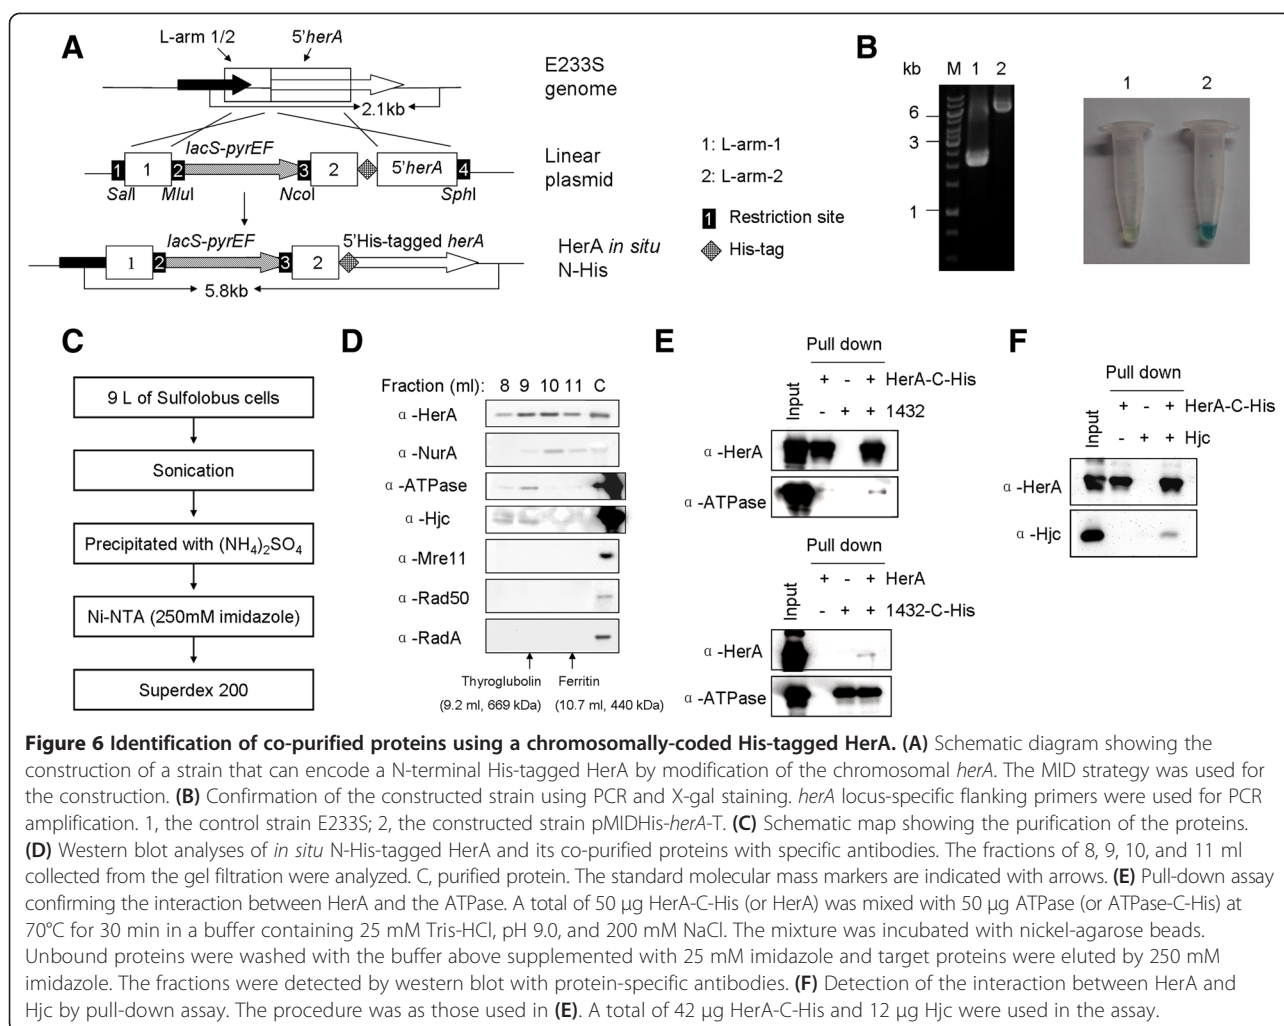 A
L-arm 1/2
5'herA
E233S
genome
2.1kb
lacS-pyrEF
1
1
2
3
2
5'herA
4
Linear
plasmid
SalI
MluI
NcoI
SphI
lacS-pyrEF
5'His-tagged herA
1
2
3
2
HerA in situ
N-His
5.8kb
1: L-arm-1
2: L-arm-2
1 Restriction site
His-tag
B
kb M 1 2
6
3
1
1 2
C
9 L of Sulfolobus cells
Sonication
Precipitated with (NH4)2SO4
Ni-NTA (250mM imidazole)
Superdex 200
D
Fraction (ml): 8 9 10 11 C
α-HerA
α-NurA
α-ATPase
α-Hjc
α-Mre11
α-Rad50
α-RadA
Thyroglubolin
(9.2 ml, 669 kDa)
Ferritin
(10.7 ml, 440 kDa)
E
Pull down
Input
+ - + HerA-C-His
- + + 1432
α-HerA
α-ATPase
Pull down
Input
+ - + HerA
- + + 1432-C-His
α-HerA
α-ATPase
F
Pull down
Input
+ - + HerA-C-His
- + + Hjc
α-HerA
α-Hjc
Figure 6 Identification of co-purified proteins using a chromosomally-coded His-tagged HerA. (A) Schematic diagram showing the
construction of a strain that can encode a N-terminal His-tagged HerA by modification of the chromosomal herA. The MID strategy was used for
the construction. (B) Confirmation of the constructed strain using PCR and X-gal staining. herA locus-specific flanking primers were used for PCR
amplification. 1, the control strain E233S; 2, the constructed strain pMIDHis-herA-T. (C) Schematic map showing the purification of the proteins.
(D) Western blot analyses of in situ N-His-tagged HerA and its co-purified proteins with specific antibodies. The fractions of 8, 9, 10, and 11 ml
collected from the gel filtration were analyzed. C, purified protein. The standard molecular mass markers are indicated with arrows. (E) Pull-down assay
confirming the interaction between HerA and the ATPase. A total of 50 μg HerA-C-His (or HerA) was mixed with 50 μg ATPase (or ATPase-C-His) at
70°C for 30 min in a buffer containing 25 mM Tris-HCl, pH 9.0, and 200 mM NaCl. The mixture was incubated with nickel-agarose beads.
Unbound proteins were washed with the buffer above supplemented with 25 mM imidazole and target proteins were eluted by 250 mM
imidazole. The fractions were detected by western blot with protein-specific antibodies. (F) Detection of the interaction between HerA and
Hjc by pull-down assay. The procedure was as those used in (E). A total of 42 μg HerA-C-His and 12 μg Hjc were used in the assay.